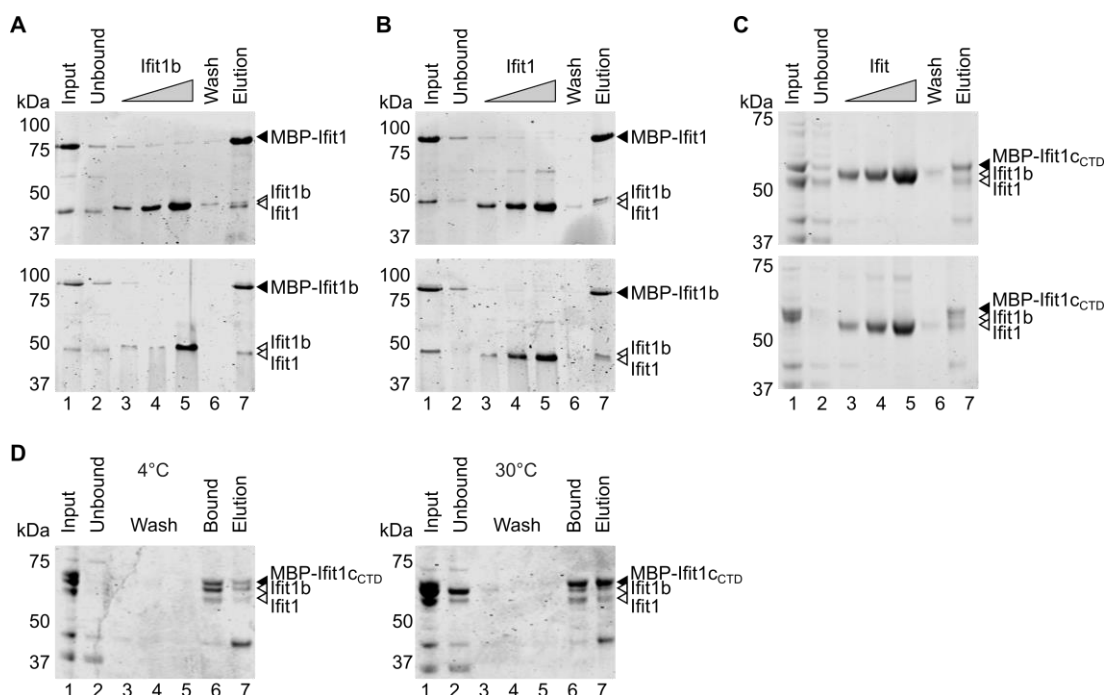 A
Input
Unbound
Ifit1b
Wash
Elution
kDa
100
75
50
37
MBP-Ifit1
Ifit1b
Ifit1
100
75
50
37
MBP-Ifit1b
Ifit1b
Ifit1
1 2 3 4 5 6 7
B
Input
Unbound
Ifit1
Wash
Elution
kDa
100
75
50
37
MBP-Ifit1
Ifit1b
Ifit1
100
75
50
37
MBP-Ifit1b
Ifit1b
Ifit1
1 2 3 4 5 6 7
C
Input
Unbound
Ifit
Wash
Elution
kDa
75
50
37
MBP-Ifit1cCTD
Ifit1b
Ifit1
75
50
37
MBP-Ifit1cCTD
Ifit1b
Ifit1
1 2 3 4 5 6 7
D
4°C
Input
Unbound
Wash
Bound
Elution
kDa
75
50
37
MBP-Ifit1cCTD
Ifit1b
Ifit1
1 2 3 4 5 6 7
30°C
Input
Unbound
Wash
Bound
Elution
kDa
75
50
37
MBP-Ifit1cCTD
Ifit1b
Ifit1
1 2 3 4 5 6 7